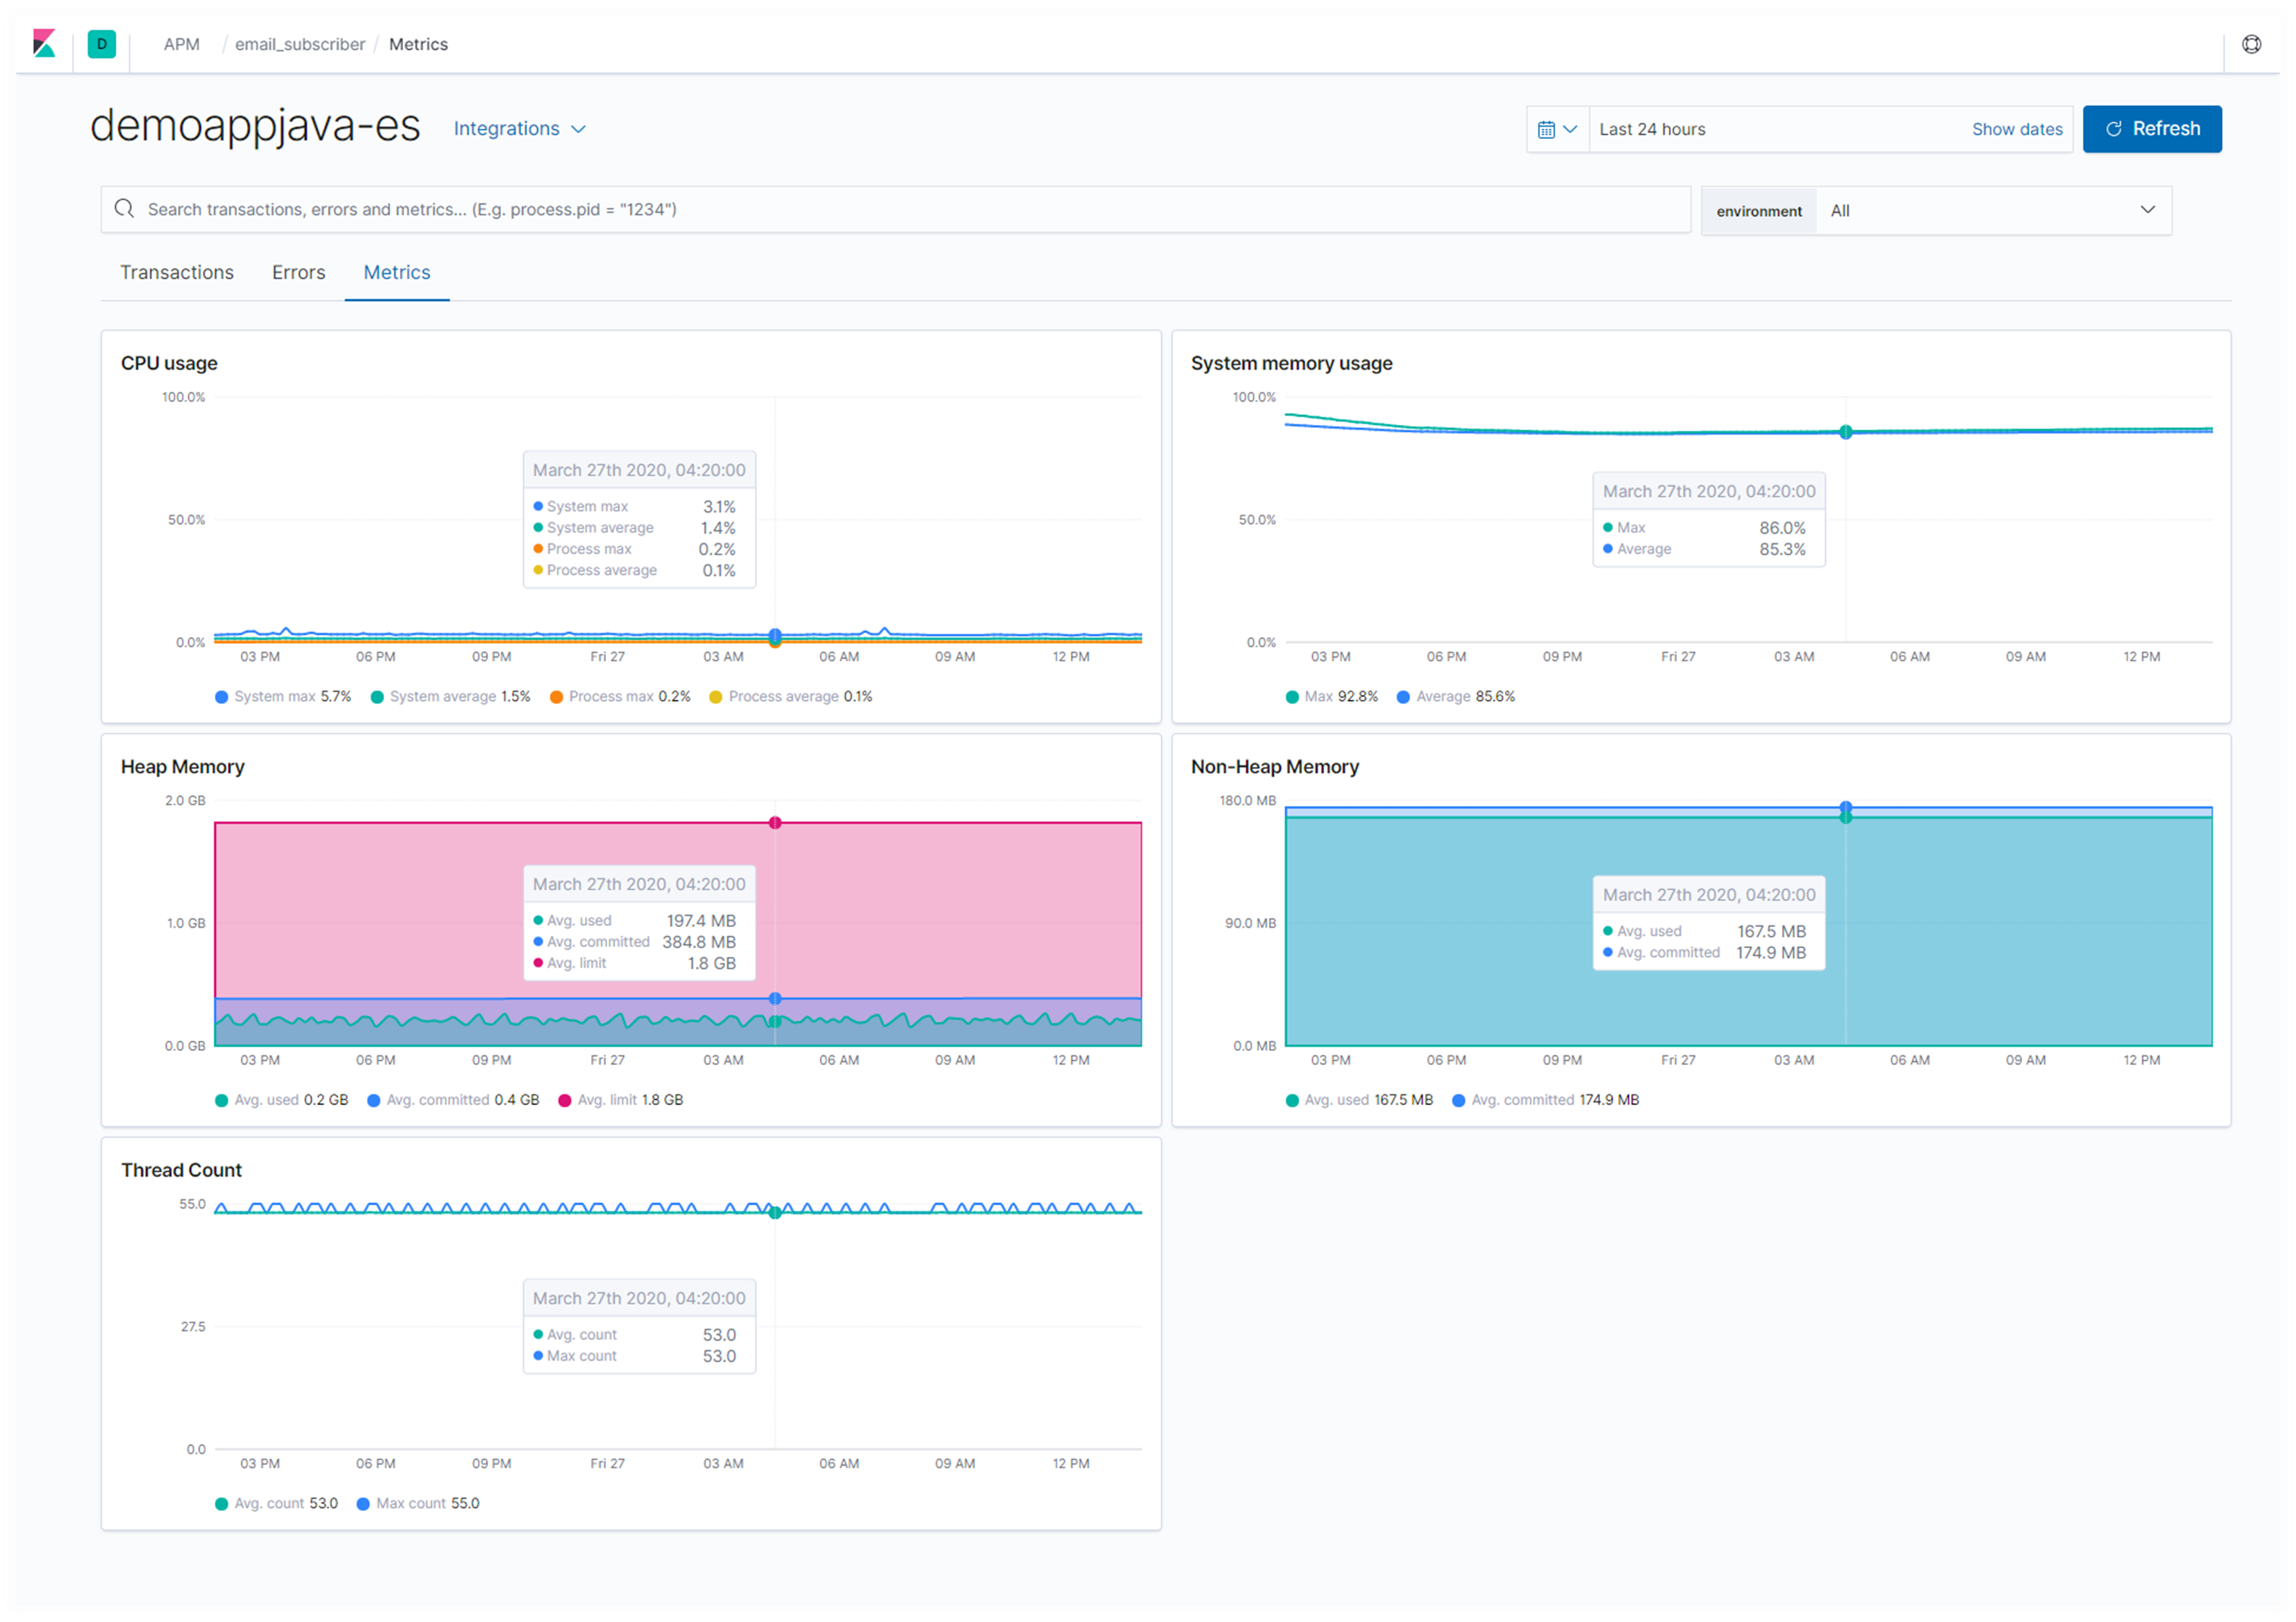 D APM / email_subscriber / Metrics
demoappjava-es Integrations Last 24 hours Show dates Refresh
Search transactions, errors and metrics... (E.g. process.pid = "1234") environment All
Transactions Errors Metrics
CPU usage
100.0%
50.0%
0.0%
March 27th 2020, 04:20:00
System max 3.1%
System average 1.4%
Process max 0.2%
Process average 0.1%
03 PM 06 PM 09 PM Fri 27 03 AM 06 AM 09 AM 12 PM
System max 5.7% System average 1.5% Process max 0.2% Process average 0.1%
System memory usage
100.0%
50.0%
0.0%
March 27th 2020, 04:20:00
Max 86.0%
Average 85.3%
03 PM 06 PM 09 PM Fri 27 03 AM 06 AM 09 AM 12 PM
Max 92.8% Average 85.6%
Heap Memory
2.0 GB
1.0 GB
0.0 GB
March 27th 2020, 04:20:00
Avg. used 197.4 MB
Avg. committed 384.8 MB
Avg. limit 1.8 GB
03 PM 06 PM 09 PM Fri 27 03 AM 06 AM 09 AM 12 PM
Avg. used 0.2 GB Avg. committed 0.4 GB Avg. limit 1.8 GB
Non-Heap Memory
180.0 MB
90.0 MB
0.0 MB
March 27th 2020, 04:20:00
Avg. used 167.5 MB
Avg. committed 174.9 MB
03 PM 06 PM 09 PM Fri 27 03 AM 06 AM 09 AM 12 PM
Avg. used 167.5 MB Avg. committed 174.9 MB
Thread Count
55.0
27.5
0.0
March 27th 2020, 04:20:00
Avg. count 53.0
Max count 53.0
03 PM 06 PM 09 PM Fri 27 03 AM 06 AM 09 AM 12 PM
Avg. count 53.0 Max count 55.0